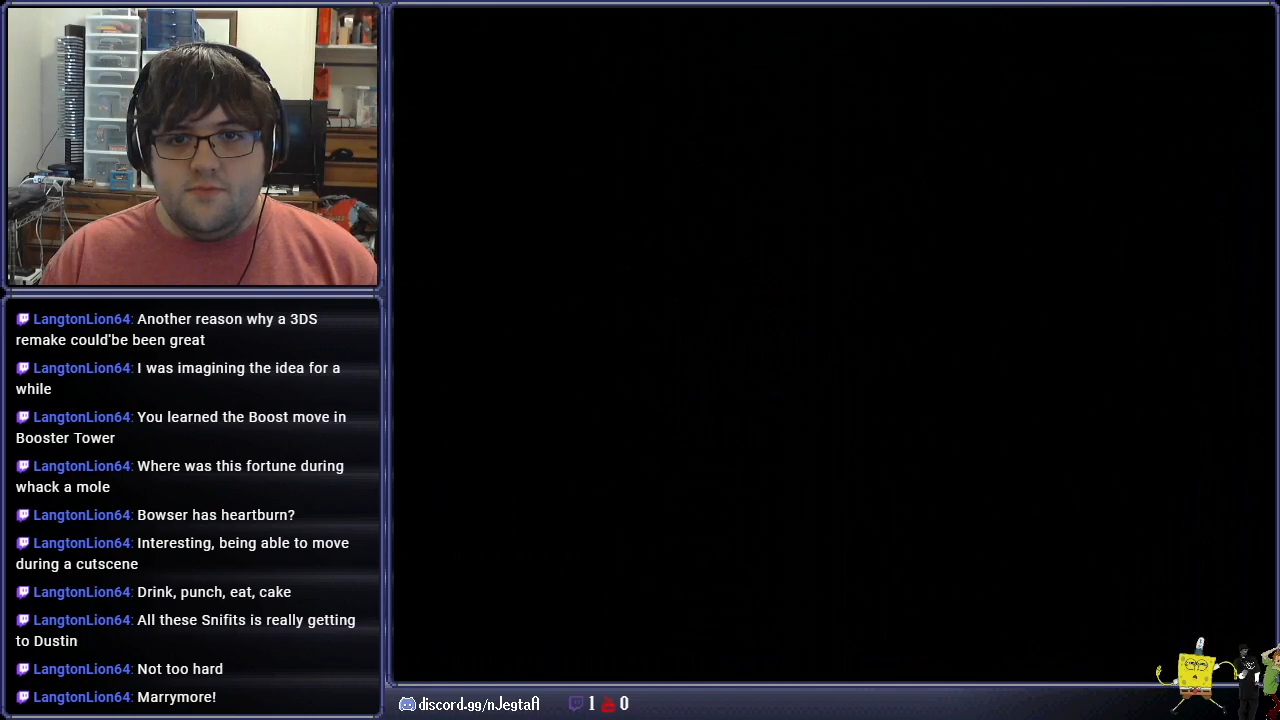 LangtonLion64: Another reason why a 3DS
remake could'be been great
LangtonLion64: I was imagining the idea for a
while
LangtonLion64: You learned the Boost move in
Booster Tower
LangtonLion64: Where was this fortune during
whack a mole
LangtonLion64: Bowser has heartburn?
LangtonLion64: Interesting, being able to move
during a cutscene
LangtonLion64: Drink, punch, eat, cake
LangtonLion64: All these Snifits is really getting
to Dustin
LangtonLion64: Not too hard
LangtonLion64: Marrymore!
discord.gg/nJegtaA 1 0